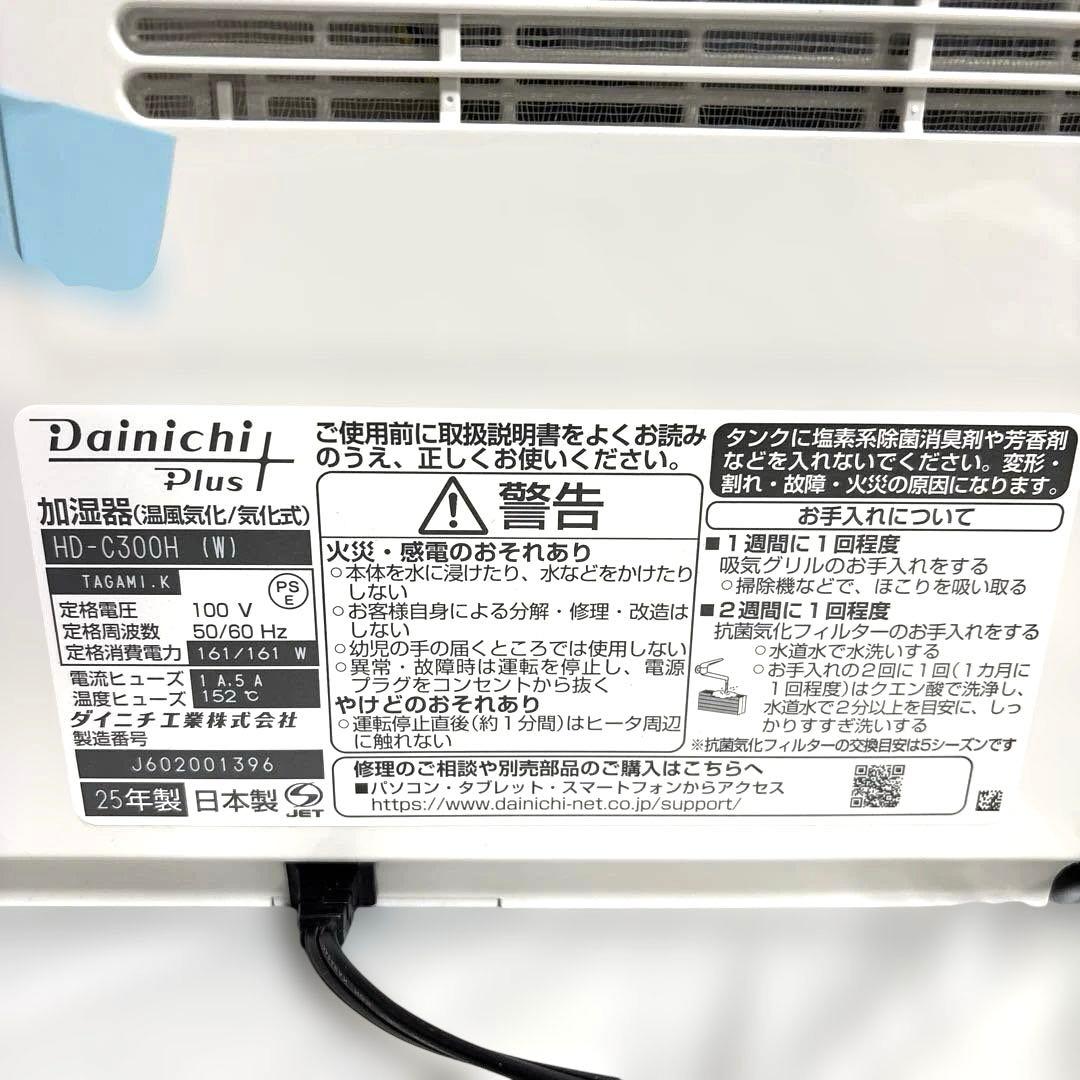 Dainichi
Plus
加湿器(温風気化/気化式)
HD-C300H (W)
TAGAMI.K
PS
E
定格電圧 100 V
定格周波数 50/60 Hz
定格消費電力 161/161 W
電流ヒューズ 1 A.5 A
温度ヒューズ 152 ℃
ダイニチ工業株式会社
製造番号
J602001396
25年製 日本製 JET
ご使用前に取扱説明書をよくお読み
のうえ、正しくお使いください。
警告
火災・感電のおそれあり
○本体を水に浸けたり、水などをかけたり
しない
○お客様自身による分解・修理・改造は
しない
○幼児の手の届くところでは使用しない
○異常・故障時は運転を停止し、電源
プラグをコンセントから抜く
やけどのおそれあり
○運転停止直後(約1分間)はヒータ周辺
に触れない
タンクに塩素系除菌消臭剤や芳香剤
などを入れないでください。変形・
割れ・故障・火災の原因になります。
お手入れについて
■1週間に1回程度
吸気グリルのお手入れをする
○掃除機などで、ほこりを吸い取る
■2週間に1回程度
抗菌気化フィルターのお手入れをする
○水道水で水洗いする
○お手入れの2回に1回(1カ月に
1回程度)はクエン酸で洗浄し、
水道水で2分以上を目安に、しっ
かりすすぎ洗いする
※抗菌気化フィルターの交換目安は5シーズンです
修理のご相談や別売部品のご購入はこちらへ
■パソコン・タブレット・スマートフォンからアクセス
https://www.dainichi-net.co.jp/support/